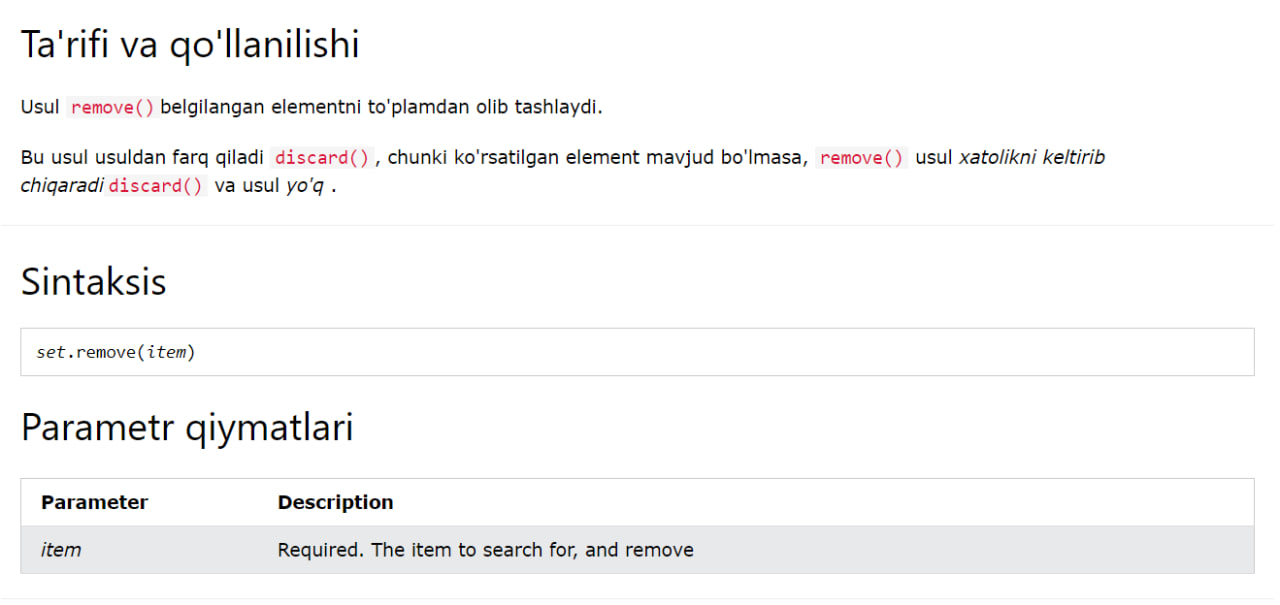 Ta'rifi va qo'llanilishi
Usul remove() belgilangan elementni to'plamdan olib tashlaydi.
Bu usul usuldan farq qiladi discard() , chunki ko'rsatilgan element mavjud bo'lmasa, remove() usul xatolikni keltirib
chiqaradi discard() va usul yo'q .
Sintaksis
set.remove(item)
Parametr qiymatlari
Parameter Description
item Required. The item to search for, and remove